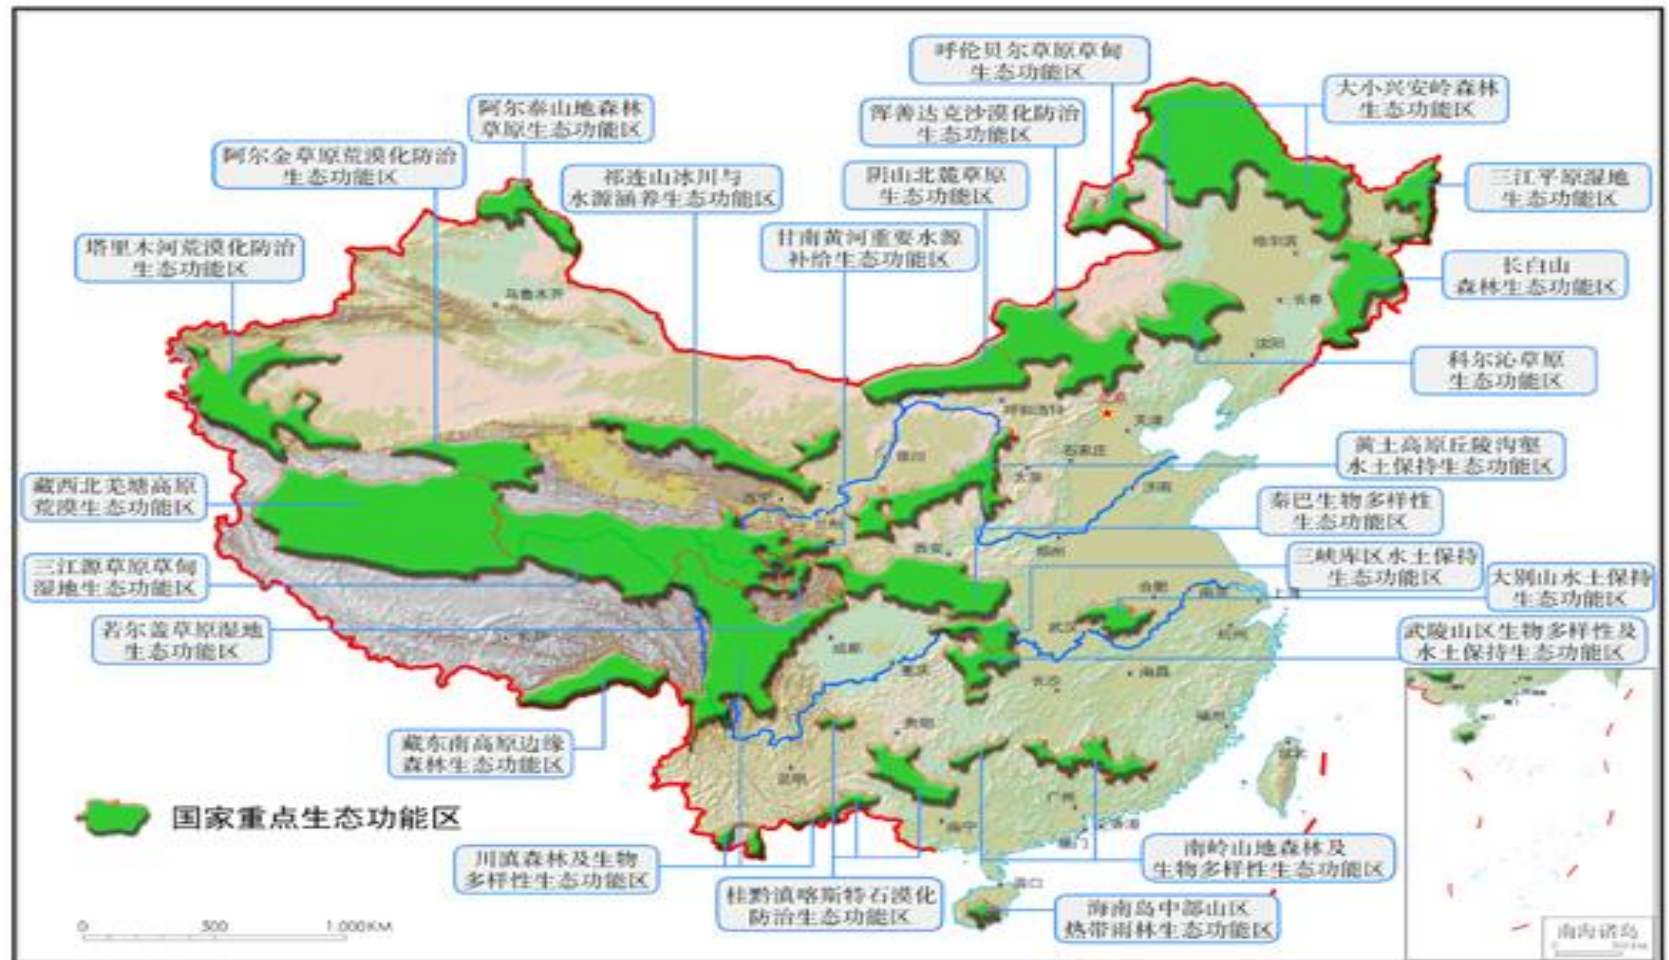 呼伦贝尔草原草甸
生态功能区
大小兴安岭森林
生态功能区
阿尔泰山地森林
草原生态功能区
浑善达克沙漠化防治
生态功能区
阿尔金草原荒漠化防治
生态功能区
祁连山冰川与
水源涵养生态功能区
阴山北麓草原
生态功能区
三江平原湿地
生态功能区
塔里木河荒漠化防治
生态功能区
甘南黄河重要水源
补给生态功能区
长白山
森林生态功能区
哈尔滨
乌鲁木齐
长春
沈阳
科尔沁草原
生态功能区
北京
呼和浩特
天津
石家庄
银川
太原
济南
黄土高原丘陵沟壑
水土保持生态功能区
藏西北羌塘高原
荒漠生态功能区
西宁
兰州
秦巴生物多样性
生态功能区
西安
郑州
三江源草原草甸
湿地生态功能区
三峡库区水土保持
生态功能区
大别山水土保持
生态功能区
合肥
南京
上海
若尔盖草原湿地
生态功能区
拉萨
成都
武汉
杭州
武陵山区生物多样性及
水土保持生态功能区
重庆
长沙
南昌
贵阳
福州
藏东南高原边缘
森林生态功能区
昆明
台北
国家重点生态功能区
广州
南宁
香港
澳门
川滇森林及生物
多样性生态功能区
桂黔滇喀斯特石漠化
防治生态功能区
南岭山地森林及
生物多样性生态功能区
海口
海南岛中部山区
热带雨林生态功能区
0 500 1,000KM
南海诸岛